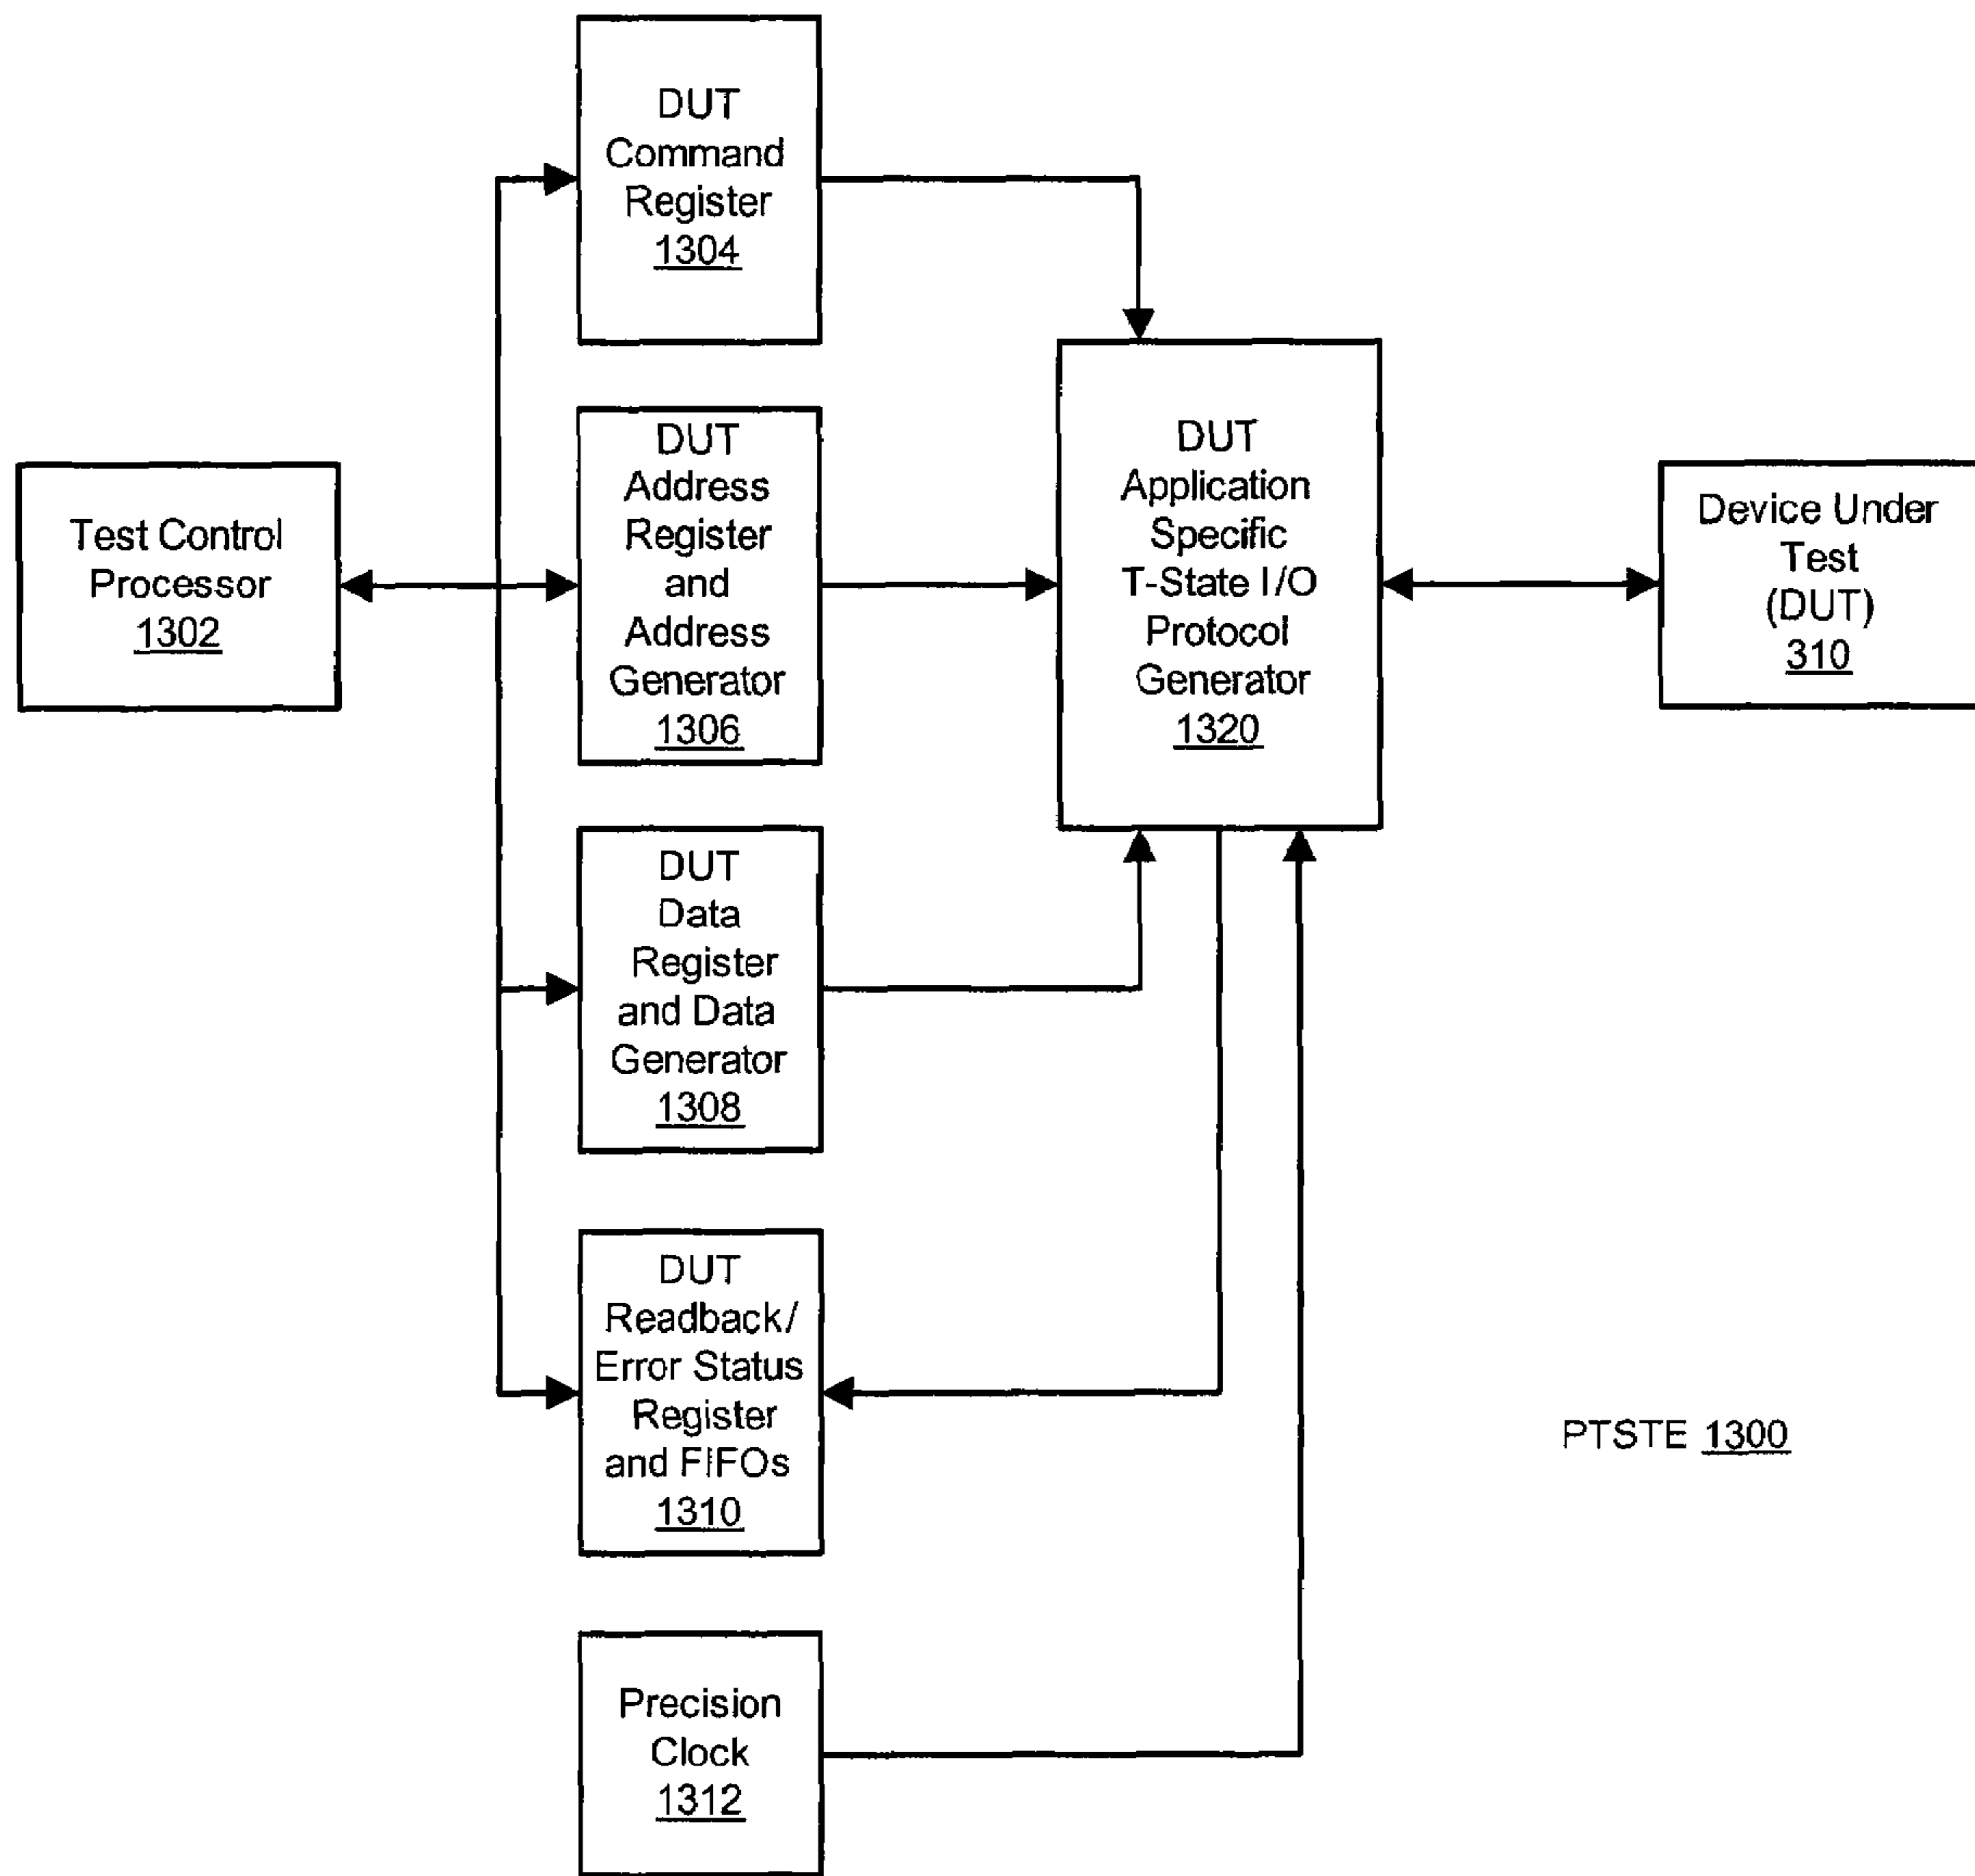 DUT
Command
Register
1304
Test Control
Processor
1302
DUT
Address
Register
and
Address
Generator
1306
DUT
Application
Specific
T-State I/O
Protocol
Generator
1320
Device Under
Test
(DUT)
310
DUT
Data
Register
and Data
Generator
1308
DUT
Readback/
Error Status
Register
and FIFOs
1310
PTSTE 1300
Precision
Clock
1312